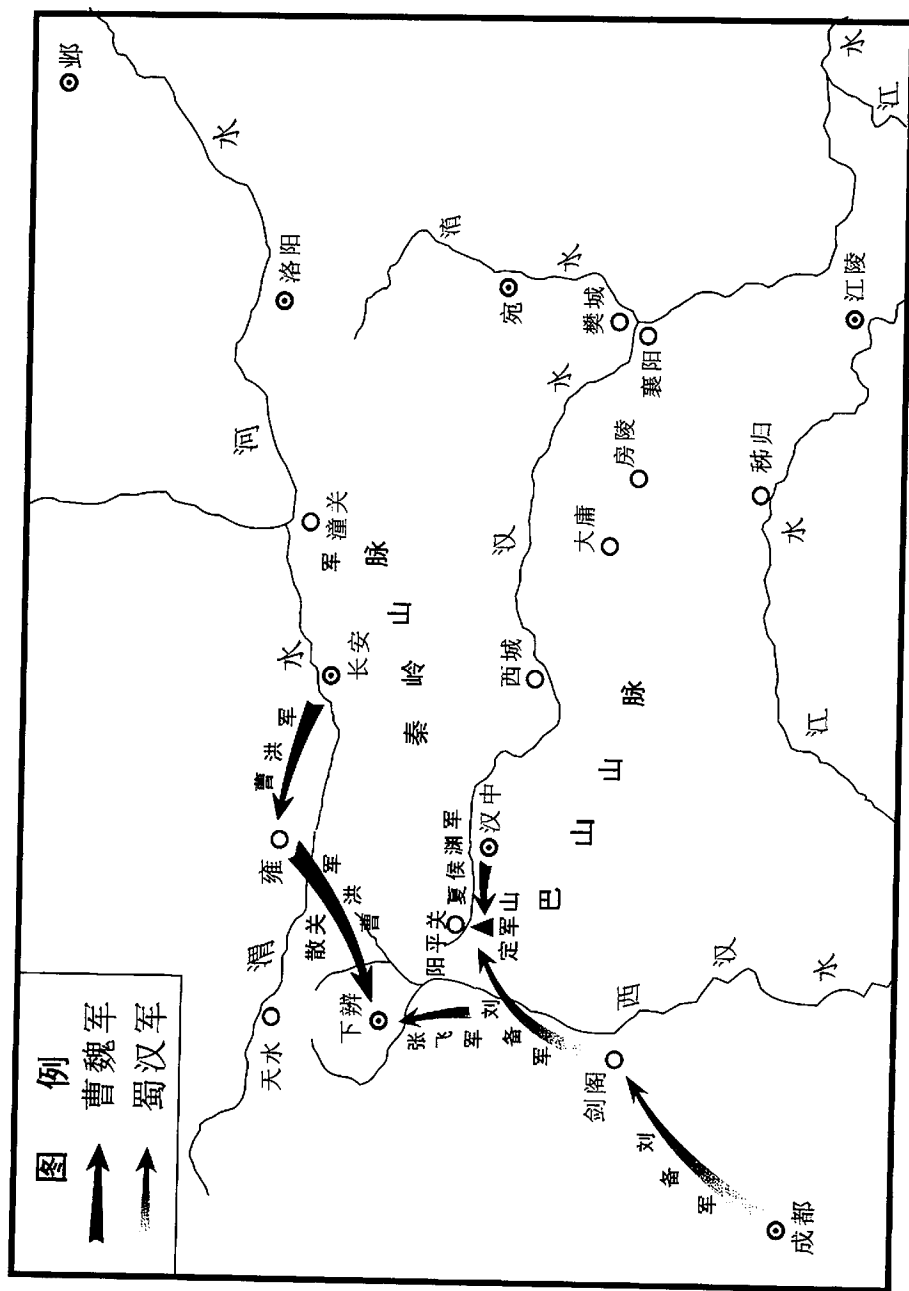 图 例
曹魏军
蜀汉军
邺
河水
洛阳
潼关
长安
渭水
雍
天水
曹洪军
曹洪军
散关
下辨
张飞军
秦岭山脉
军
淯水
宛
樊城
襄阳
汉水
西城
汉中
夏侯渊军
阳平关
定军山
刘备军
巴山山脉
大庸
房陵
西汉水
剑阁
刘备军
成都
秭归
江陵
江水
江水